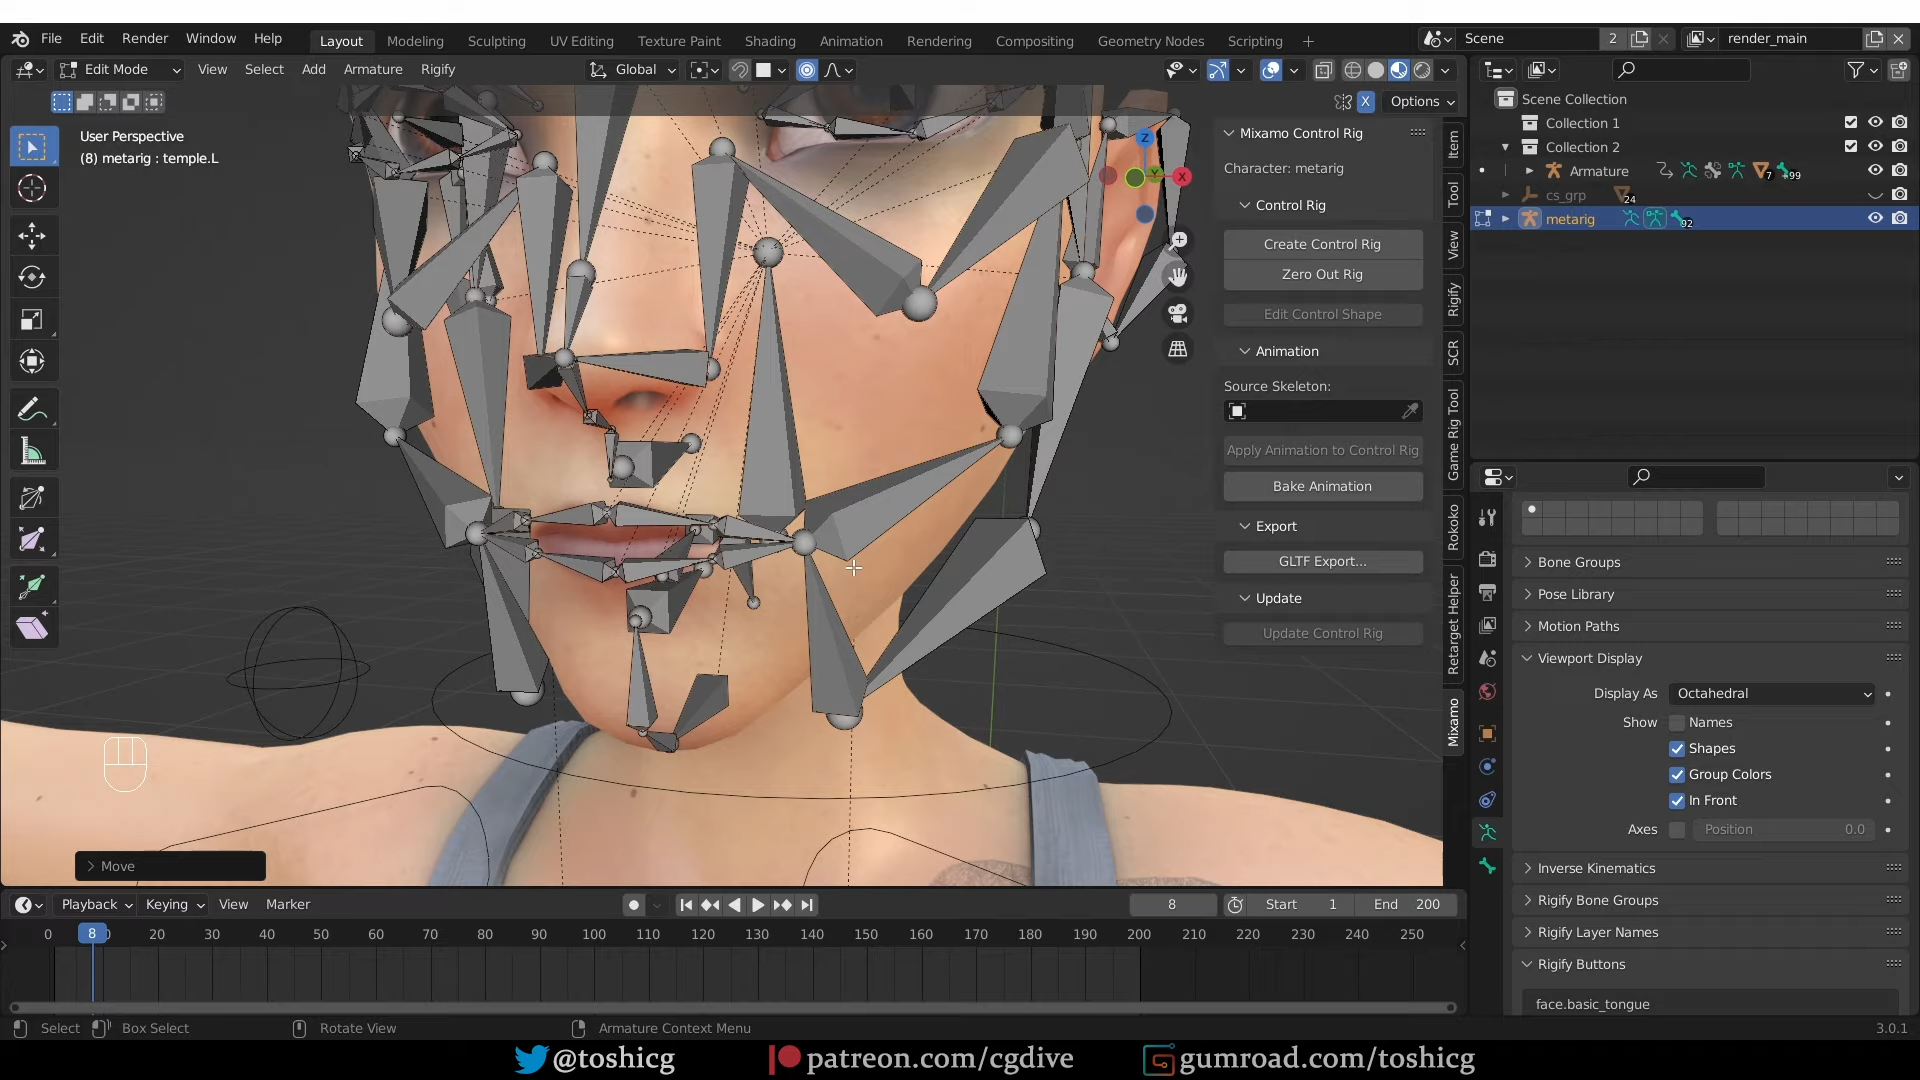 File Edit Render Window Help
Layout Modeling Sculpting UV Editing Texture Paint Shading Animation Rendering Compositing Geometry Nodes Scripting +
Scene 2
render_main
Edit Mode View Select Add Armature Rigify
Global
X Options
User Perspective
(8) metarig : temple.L
Z
Y
X
Mixamo Control Rig
Character: metarig
Control Rig
Create Control Rig
Zero Out Rig
Edit Control Shape
Animation
Source Skeleton:
Apply Animation to Control Rig
Bake Animation
Export
GLTF Export...
Update
Update Control Rig
Item
Tool
View
Rigify
SCR
Game Rig Tool
Rokoko
Retarget Helper
Mixamo
Scene Collection
Collection 1
Collection 2
Armature 7 99
cs_grp 24
metarig 92
Bone Groups
Pose Library
Motion Paths
Viewport Display
Display As Octahedral
Show Names
Shapes
Group Colors
In Front
Axes Position 0.0
Inverse Kinematics
Rigify Bone Groups
Rigify Layer Names
Rigify Buttons
face.basic_tongue
Move
Playback Keying View Marker
8 Start 1 End 200
0 8 20 30 40 50 60 70 80 90 100 110 120 130 140 150 160 170 180 190 200 210 220 230 240 250
Select Box Select Rotate View Armature Context Menu
3.0.1
@toshicg patreon.com/cgdive gumroad.com/toshicg